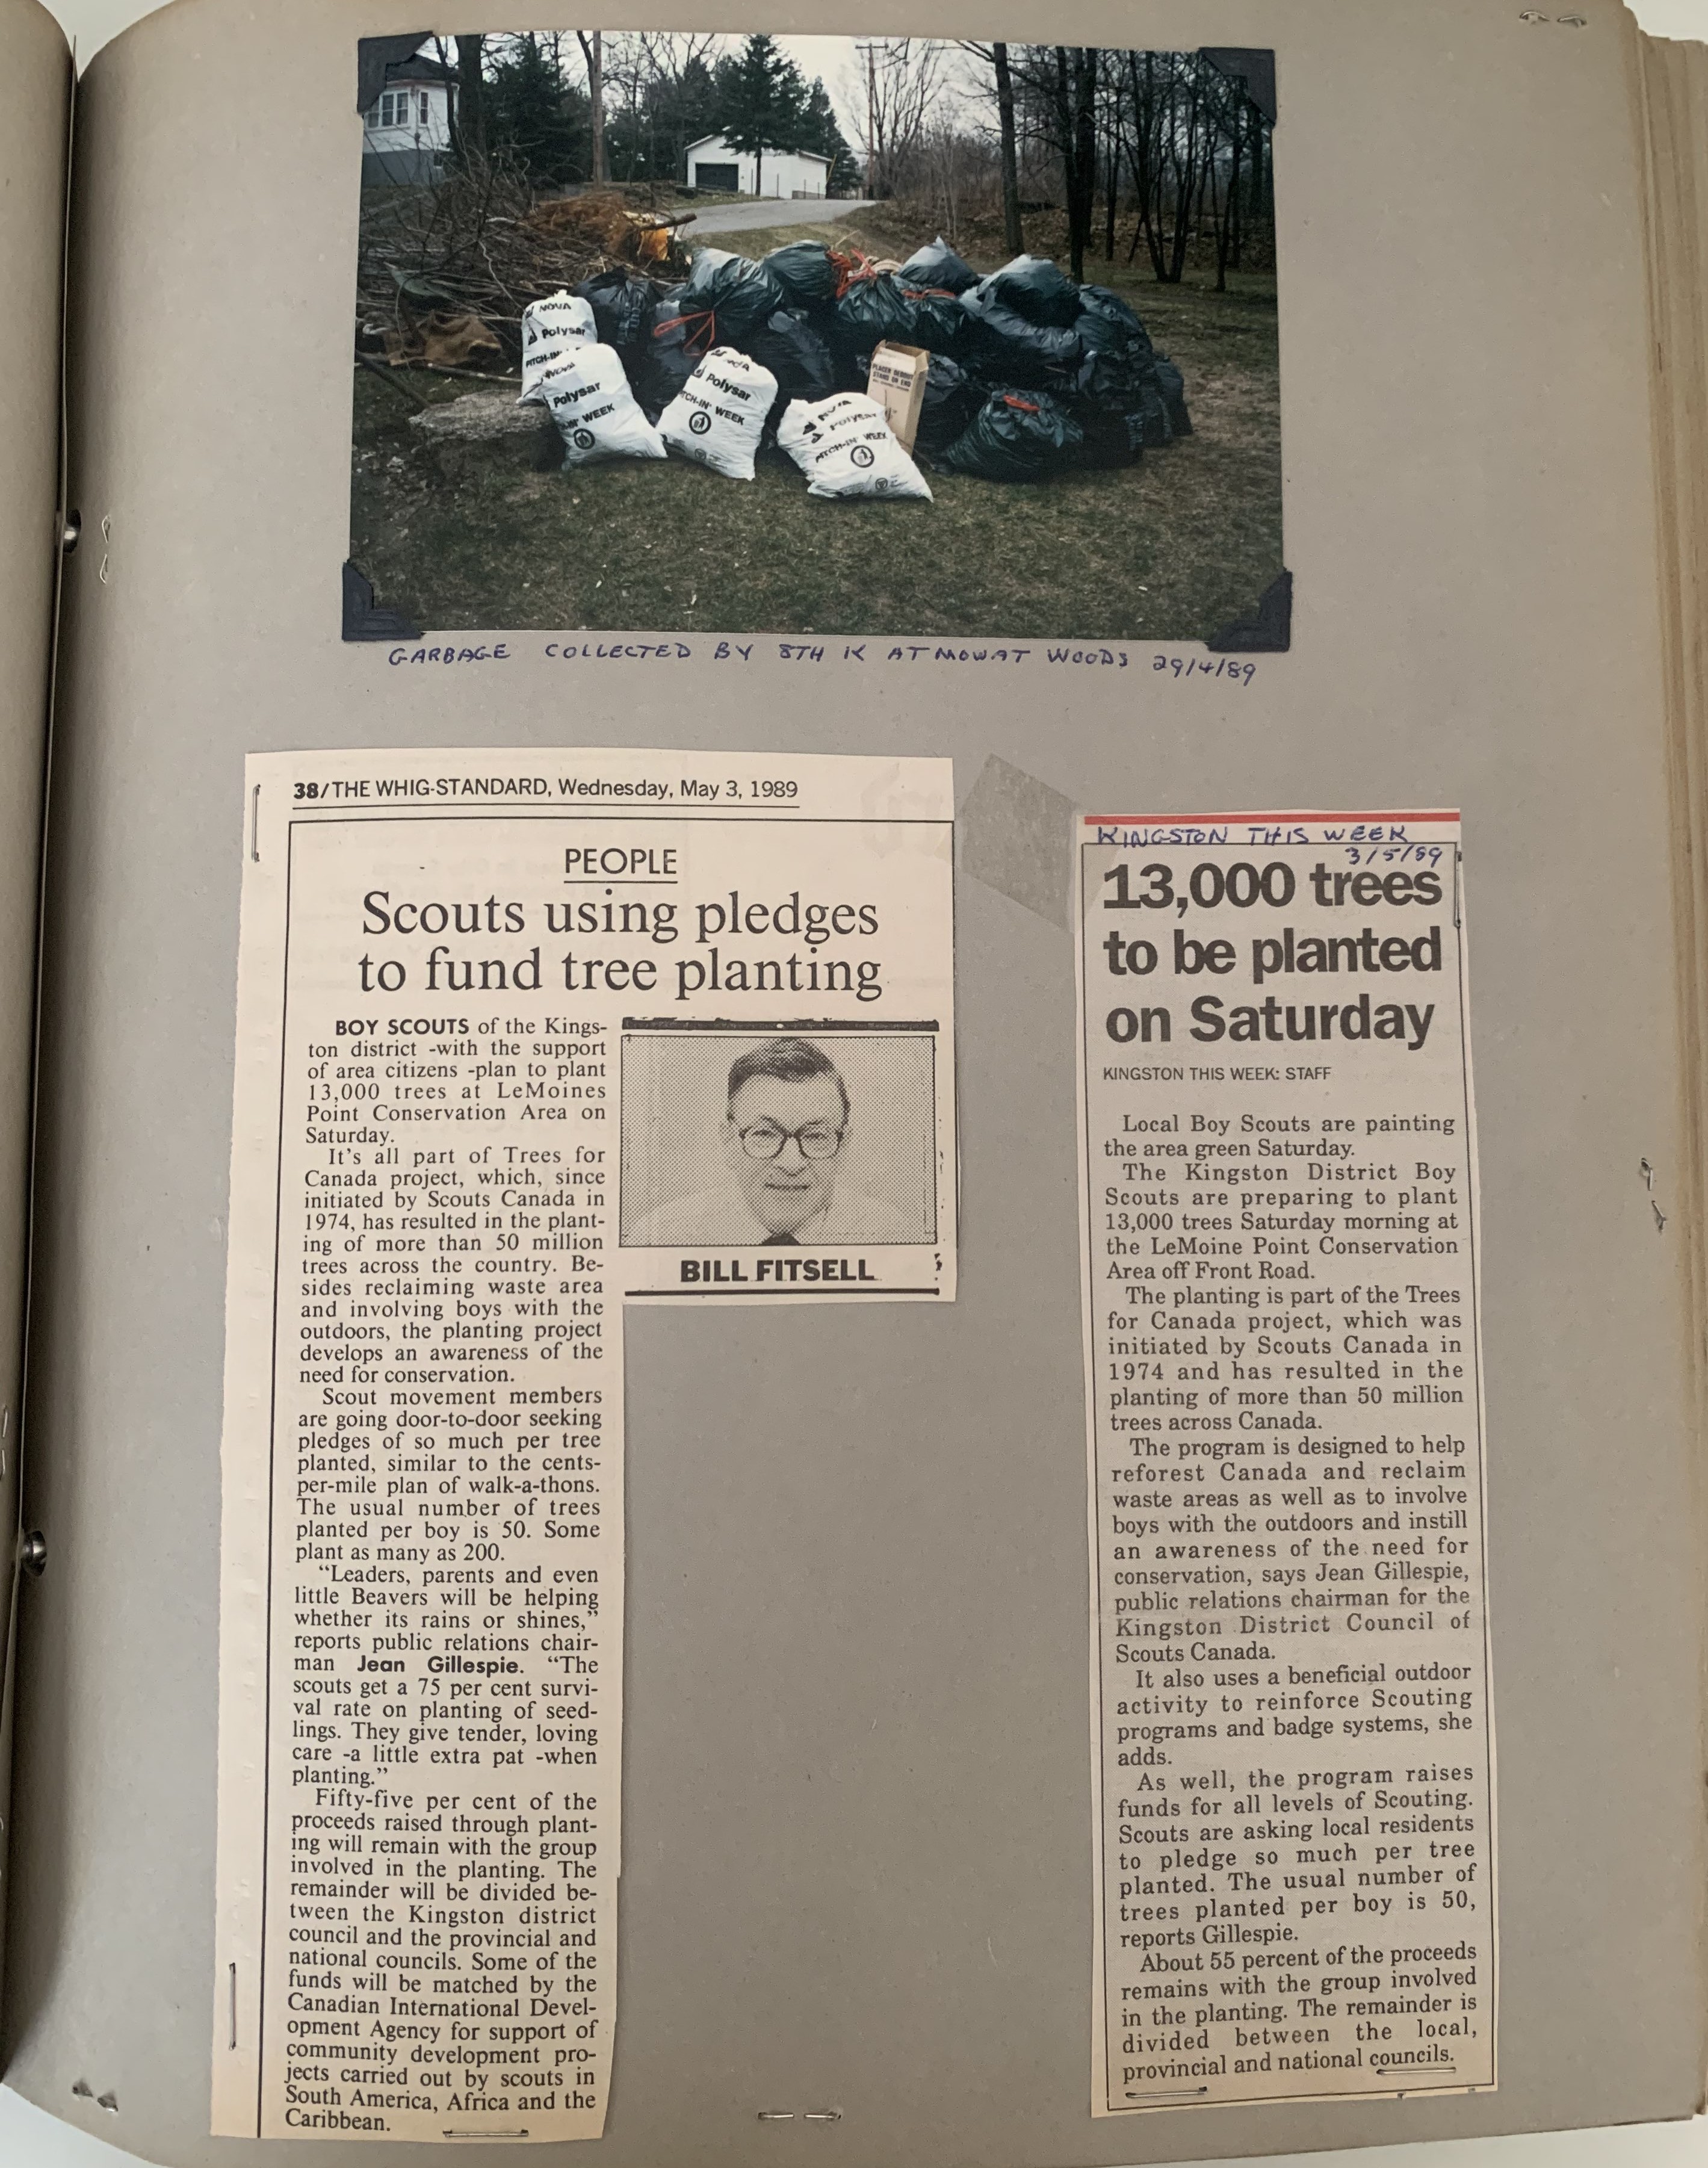 NOVA
Polysar
PITCH-IN
NOVA
Polysar
-IN' WEEK
Polysar
ITCH-IN' WEEK
NOVA
Polysar
PITCH-IN' WEEK
STAND ON END
GARBAGE COLLECTED BY 8TH K AT MOWAT WOODS 29/4/89
38/THE WHIG-STANDARD, Wednesday, May 3, 1989
PEOPLE
Scouts using pledges
to fund tree planting
BOY SCOUTS of the Kings-
ton district -with the support
of area citizens -plan to plant
13,000 trees at LeMoines
Point Conservation Area on
Saturday.
It's all part of Trees for
Canada project, which, since
initiated by Scouts Canada in
1974, has resulted in the plant-
ing of more than 50 million
trees across the country. Be-
sides reclaiming waste area
and involving boys with the
outdoors, the planting project
develops an awareness of the
need for conservation.
Scout movement members
are going door-to-door seeking
pledges of so much per tree
planted, similar to the cents-
per-mile plan of walk-a-thons.
The usual number of trees
planted per boy is 50. Some
plant as many as 200.
"Leaders, parents and even
little Beavers will be helping
whether its rains or shines,"
reports public relations chair-
man Jean Gillespie. "The
scouts get a 75 per cent survi-
val rate on planting of seed-
lings. They give tender, loving
care -a little extra pat -when
planting."
Fifty-five per cent of the
proceeds raised through plant-
ing will remain with the group
involved in the planting. The
remainder will be divided be-
tween the Kingston district
council and the provincial and
national councils. Some of the
funds will be matched by the
Canadian International Devel-
opment Agency for support of
community development pro-
jects carried out by scouts in
South America, Africa and the
Caribbean.
BILL FITSELL
KINGSTON THIS WEEK
3/5/89
13,000 trees
to be planted
on Saturday
KINGSTON THIS WEEK: STAFF
Local Boy Scouts are painting
the area green Saturday.
The Kingston District Boy
Scouts are preparing to plant
13,000 trees Saturday morning at
the LeMoine Point Conservation
Area off Front Road.
The planting is part of the Trees
for Canada project, which was
initiated by Scouts Canada in
1974 and has resulted in the
planting of more than 50 million
trees across Canada.
The program is designed to help
reforest Canada and reclaim
waste areas as well as to involve
boys with the outdoors and instill
an awareness of the need for
conservation, says Jean Gillespie,
public relations chairman for the
Kingston District Council of
Scouts Canada.
It also uses a beneficial outdoor
activity to reinforce Scouting
programs and badge systems, she
adds.
As well, the program raises
funds for all levels of Scouting.
Scouts are asking local residents
to pledge so much per tree
planted. The usual number of
trees planted per boy is 50,
reports Gillespie.
About 55 percent of the proceeds
remains with the group involved
in the planting. The remainder is
divided between the local,
provincial and national councils.